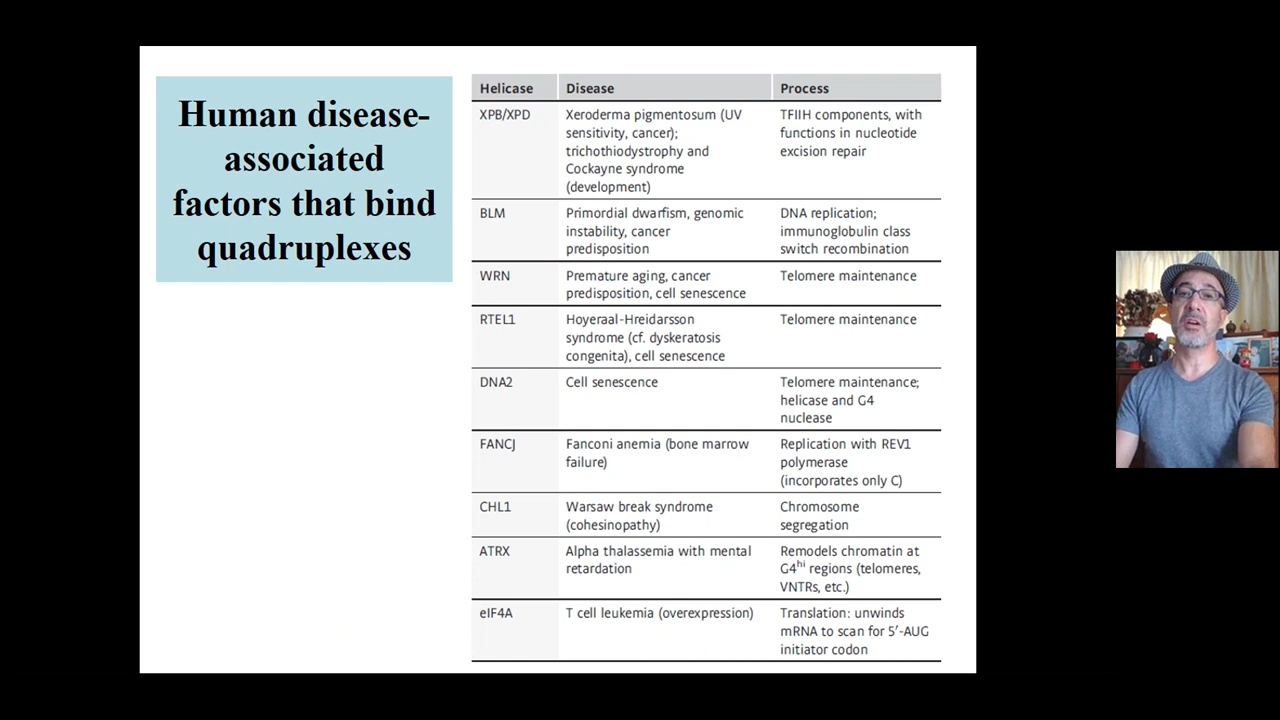 Human disease-
associated
factors that bind
quadruplexes
Helicase Disease Process
XPB/XPD Xeroderma pigmentosum (UV TFIIH components, with
sensitivity, cancer); functions in nucleotide
trichothiodystrophy and excision repair
Cockayne syndrome
(development)
BLM Primordial dwarfism, genomic DNA replication;
instability, cancer immunoglobulin class
predisposition switch recombination
WRN Premature aging, cancer Telomere maintenance
predisposition, cell senescence
RTEL1 Hoyeraal-Hreidarsson Telomere maintenance
syndrome (cf. dyskeratosis
congenita), cell senescence
DNA2 Cell senescence Telomere maintenance;
helicase and G4
nuclease
FANCJ Fanconi anemia (bone marrow Replication with REV1
failure) polymerase
(incorporates only C)
CHL1 Warsaw break syndrome Chromosome
(cohesinopathy) segregation
ATRX Alpha thalassemia with mental Remodels chromatin at
retardation G4hi regions (telomeres,
VNTRs, etc.)
eIF4A T cell leukemia (overexpression) Translation: unwinds
mRNA to scan for 5′-AUG
initiator codon